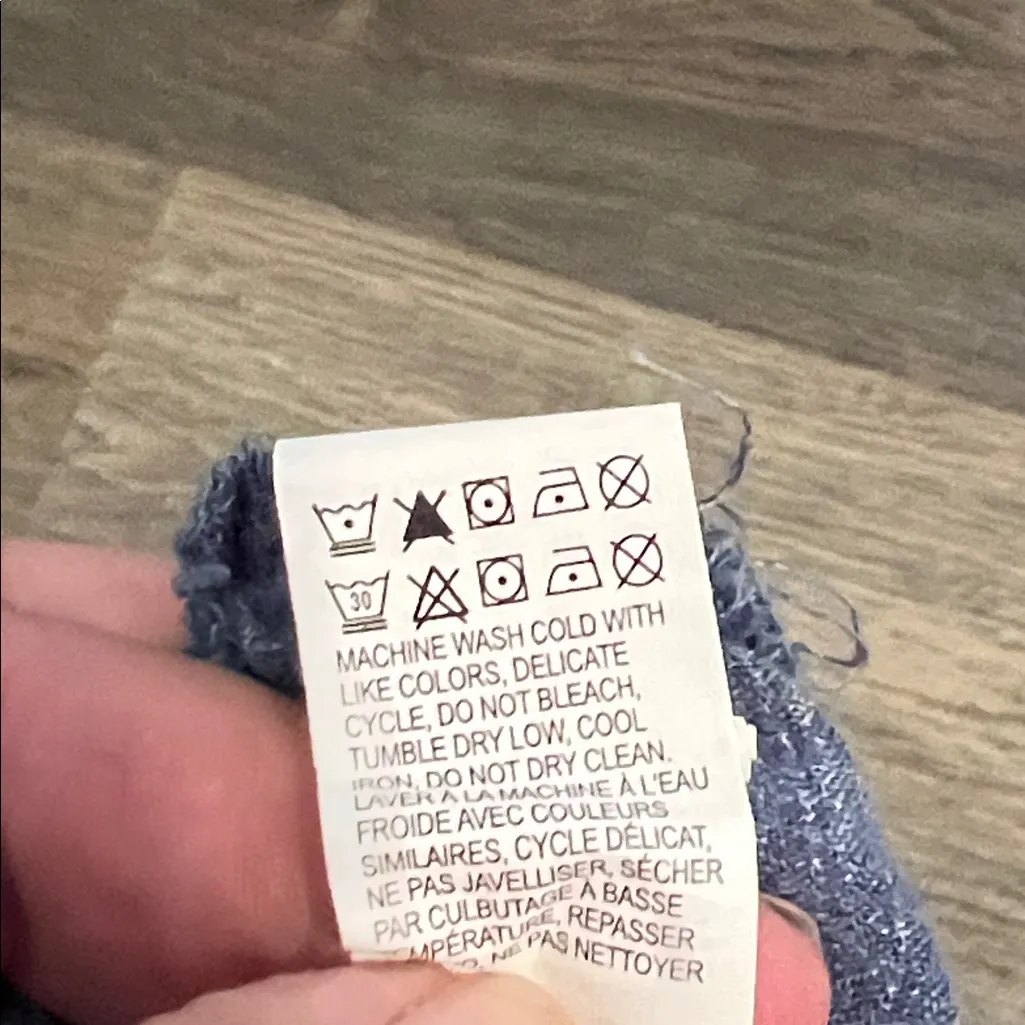 30
MACHINE WASH COLD WITH
LIKE COLORS, DELICATE
CYCLE, DO NOT BLEACH,
TUMBLE DRY LOW, COOL
IRON, DO NOT DRY CLEAN.
LAVER À LA MACHINE À L'EAU
FROIDE AVEC COULEURS
SIMILAIRES, CYCLE DÉLICAT,
NE PAS JAVELLISER, SÉCHER
PAR CULBUTAGE À BASSE
TEMPÉRATURE, REPASSER
NE PAS NETTOYER